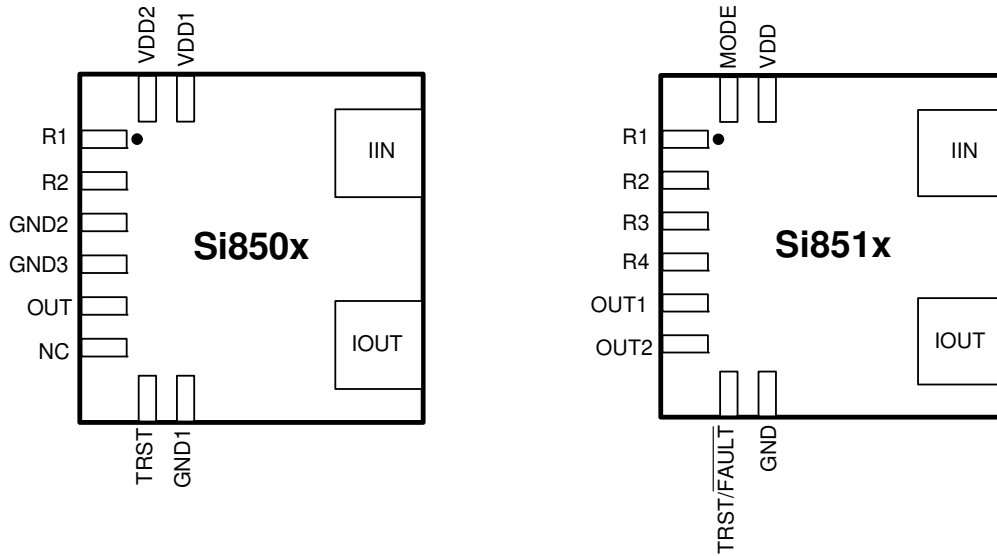 VDD2
VDD1
R1
R2
GND2
GND3
OUT
NC
Si850x
IIN
IOUT
TRST
GND1
MODE
VDD
R1
R2
R3
R4
OUT1
OUT2
Si851x
IIN
IOUT
TRST/FAULT
GND